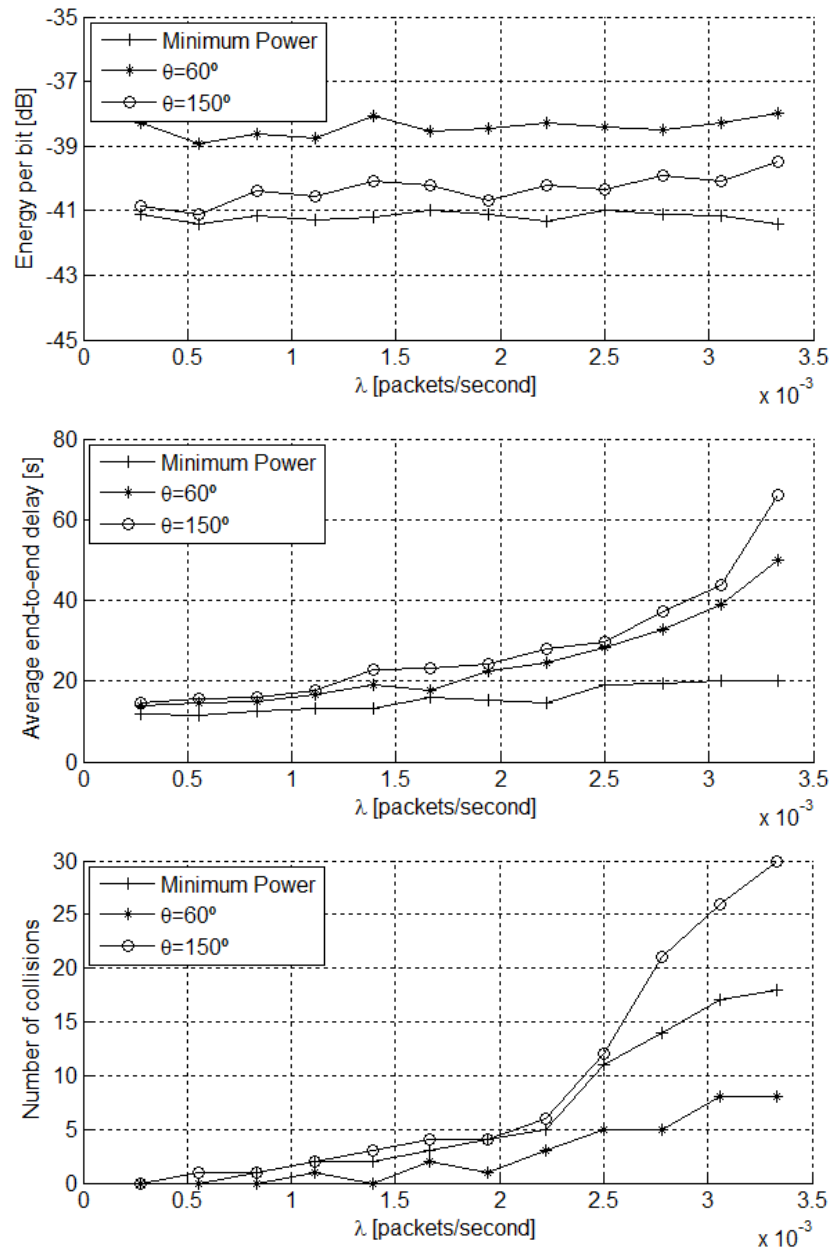 -35
-37
-39
-41
-43
-45
Energy per bit [dB]
Minimum Power
θ=60º
θ=150º
0 0.5 1 1.5 2 2.5 3 3.5
λ [packets/second]
x 10⁻³
80
60
40
20
0
Average end-to-end delay [s]
Minimum Power
θ=60º
θ=150º
0 0.5 1 1.5 2 2.5 3 3.5
λ [packets/second]
x 10⁻³
30
25
20
15
10
5
0
Number of collisions
Minimum Power
θ=60º
θ=150º
0 0.5 1 1.5 2 2.5 3 3.5
λ [packets/second]
x 10⁻³